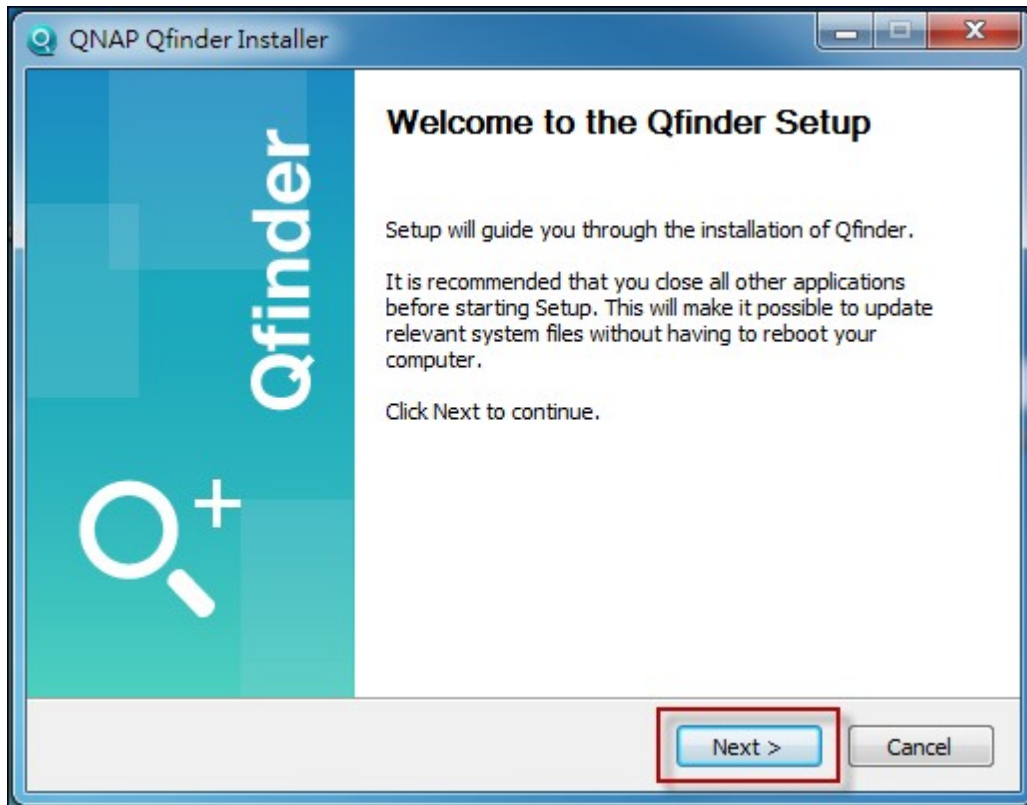 QNAP Qfinder Installer
Qfinder
Welcome to the Qfinder Setup
Setup will guide you through the installation of Qfinder.
It is recommended that you close all other applications
before starting Setup. This will make it possible to update
relevant system files without having to reboot your
computer.
Click Next to continue.
Next >
Cancel